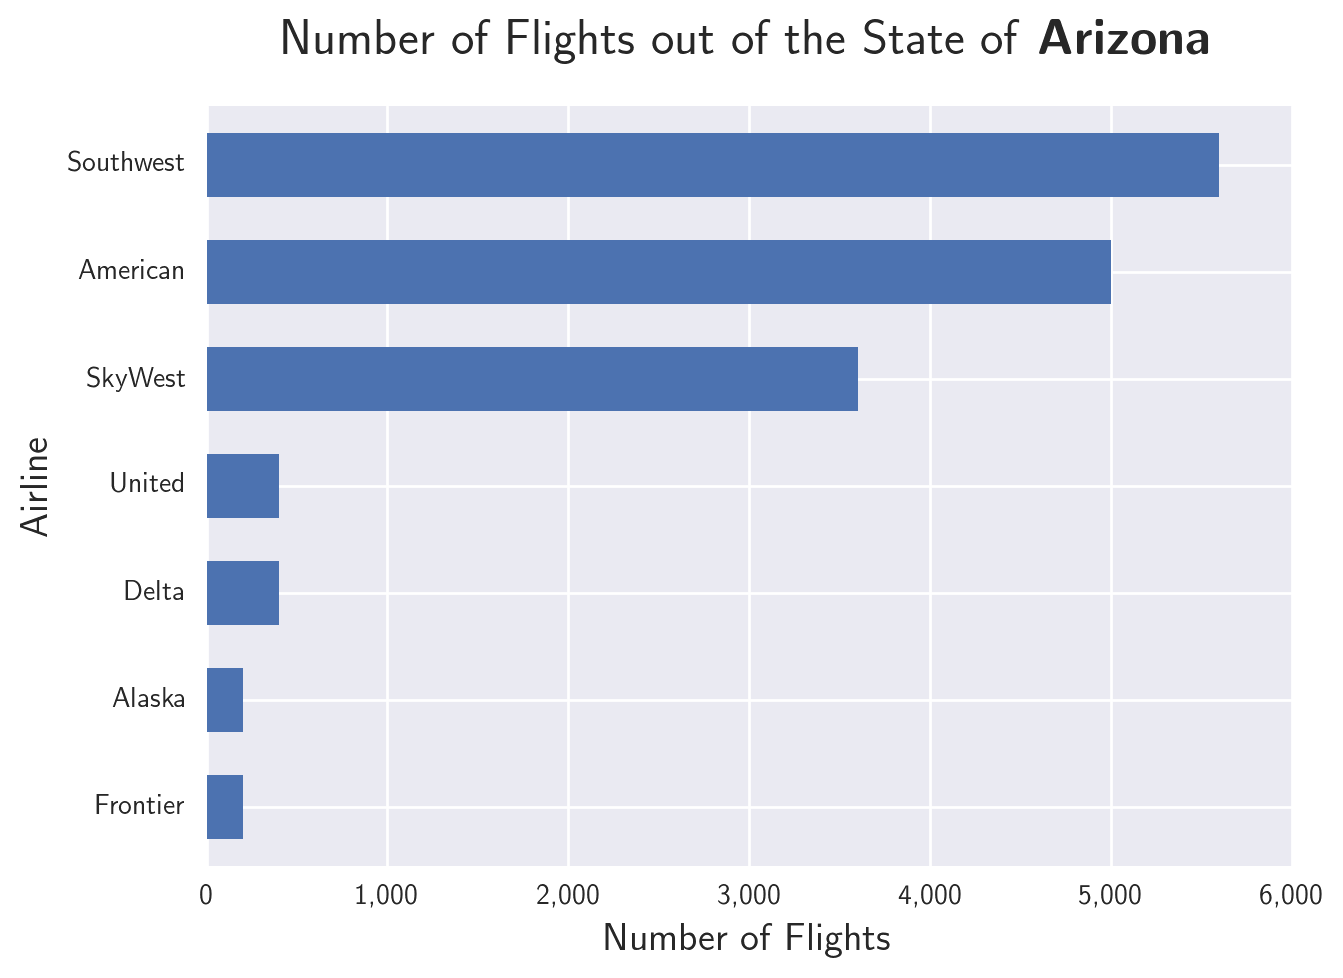 Number of Flights out of the State of Arizona
Southwest
American
SkyWest
United
Delta
Alaska
Frontier
Airline
0 1,000 2,000 3,000 4,000 5,000 6,000
Number of Flights